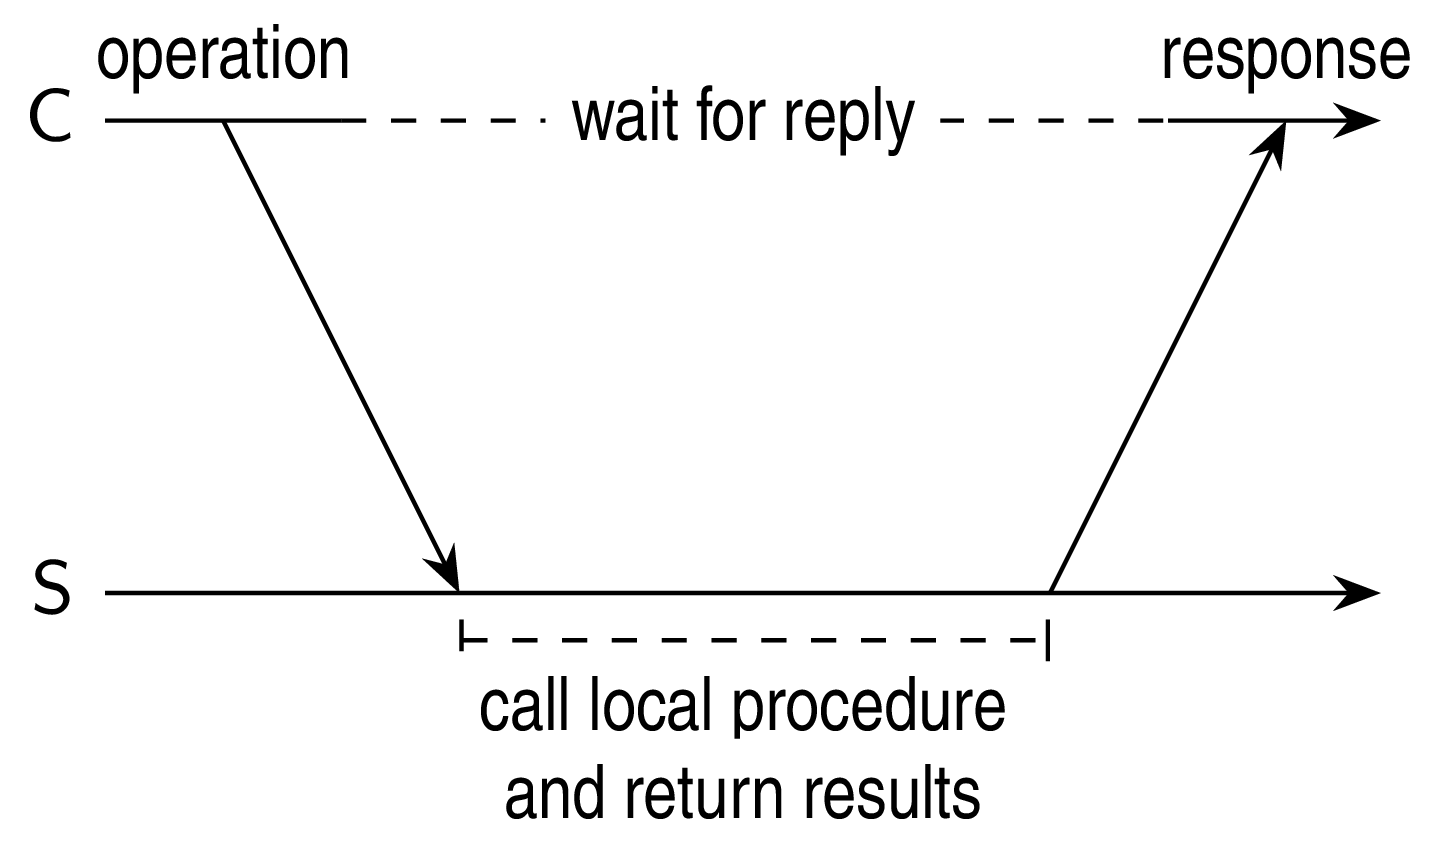 operation
response
C
wait for reply
S
call local procedure
and return results